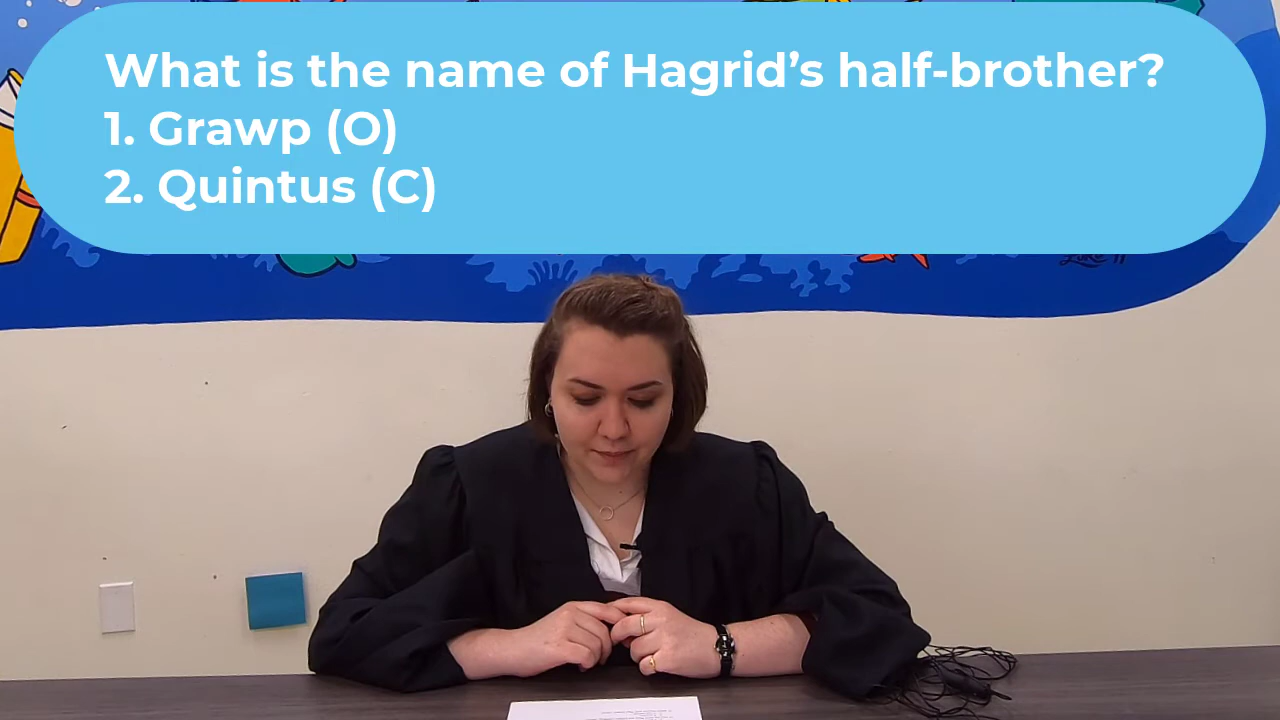 What is the name of Hagrid’s half-brother?
1. Grawp (O)
2. Quintus (C)